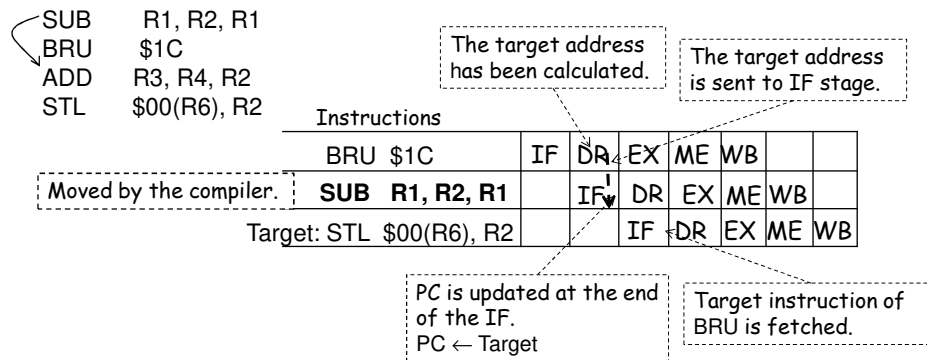 SUB R1, R2, R1
BRU $1C
ADD R3, R4, R2
STL $00(R6), R2
The target address
has been calculated.
The target address
is sent to IF stage.
Instructions
BRU $1C IF DR EX ME WB
Moved by the compiler.
SUB R1, R2, R1 IF DR EX ME WB
Target: STL $00(R6), R2 IF DR EX ME WB
PC is updated at the end
of the IF.
PC ← Target
Target instruction of
BRU is fetched.